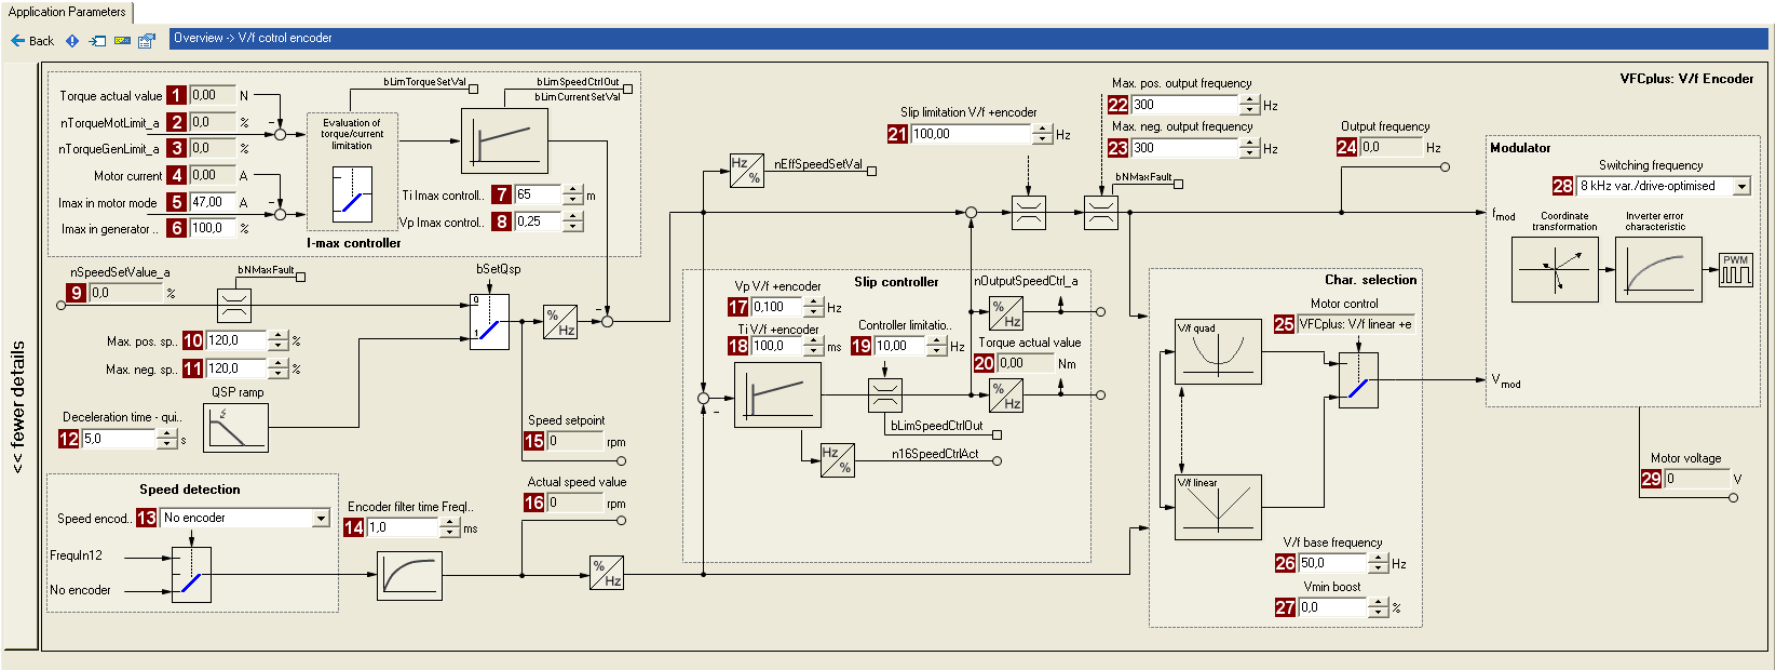 Application Parameters
Back
Overview -> V/f cotrol encoder
<< fewer details
VFCplus: V/f Encoder
bLimTorqueSetVal
bLimSpeedCtrlOut
bLimCurrentSetVal
Torque actual value 1 0,00 N
nTorqueMotLimit_a 2 0,0 %
nTorqueGenLimit_a 3 0,0 %
Motor current 4 0,00 A
Imax in motor mode 5 47,00 A
Imax in generator .. 6 100,0 %
Evaluation of
torque/current
limitation
Ti Imax controll.. 7 65 m
Vp Imax control.. 8 0,25
I-max controller
nSpeedSetValue_a
9 0,0 %
bNMaxFault
bSetQsp
0
1
% Hz
Max. pos. sp.. 10 120,0 %
Max. neg. sp.. 11 120,0 %
QSP ramp
Deceleration time - qui..
12 5,0 s
Speed setpoint
15 0 rpm
Speed detection
Speed encod.. 13 No encoder
FrequIn12
No encoder
Encoder filter time FreqI..
14 1,0 ms
Actual speed value
16 0 rpm
% Hz
Hz %
nEffSpeedSetVal
Slip limitation V/f +encoder
21 100,00 Hz
Max. pos. output frequency
22 300 Hz
Max. neg. output frequency
23 300 Hz
bNMaxFault
Output frequency
24 0,0 Hz
Slip controller
Vp V/f +encoder
17 0,100 Hz
Ti V/f +encoder
18 100,0 ms
Controller limitatio..
19 10,00 Hz
nOutputSpeedCtrl_a
% Hz
Torque actual value
20 0,00 Nm
% Hz
bLimSpeedCtrlOut
Hz %
n16SpeedCtrlAct
Char. selection
Motor control
25 VFCplus: V/f linear +e
V/f quad
V/f linear
V/f base frequency
26 50,0 Hz
Vmin boost
27 0,0 %
Modulator
Switching frequency
28 8 kHz var./drive-optimised
fmod
Coordinate
transformation
Inverter error
characteristic
PWM
Vmod
Motor voltage
29 0 V